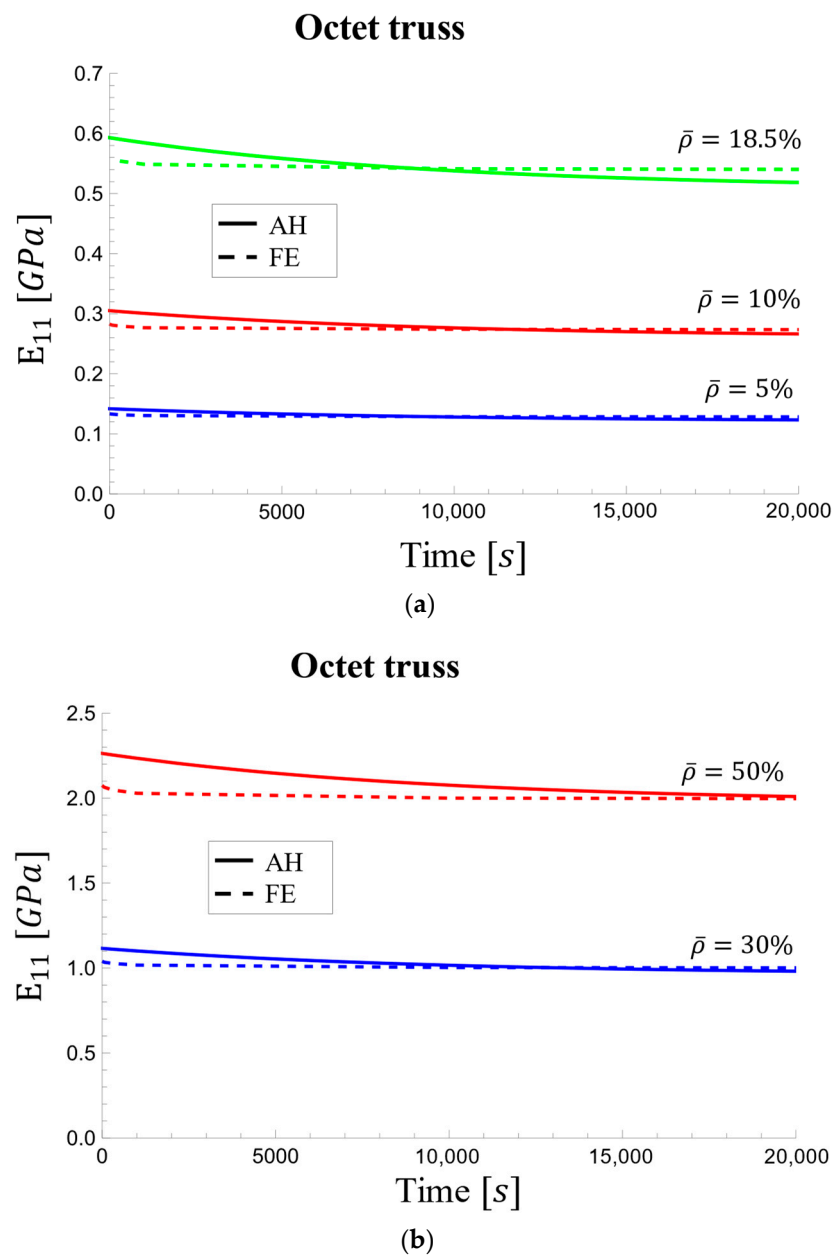 Octet truss
0.7
0.6
0.5
0.4
0.3
0.2
0.1
0.0
E₁₁ [GPa]
ρ̄ = 18.5%
AH
FE
ρ̄ = 10%
ρ̄ = 5%
0 5000 10,000 15,000 20,000
Time [s]
(a)
Octet truss
2.5
2.0
1.5
1.0
0.5
0.0
E₁₁ [GPa]
ρ̄ = 50%
AH
FE
ρ̄ = 30%
0 5000 10,000 15,000 20,000
Time [s]
(b)